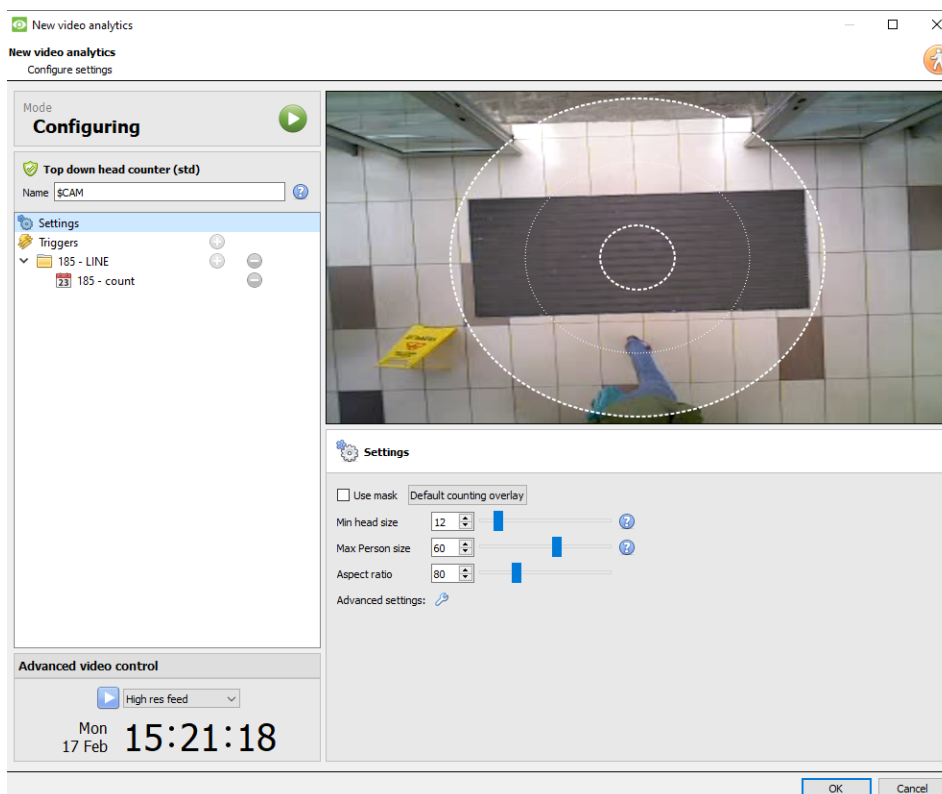 New video analytics
New video analytics
Configure settings
Mode
Configuring
Top down head counter (std)
Name $CAM
Settings
Triggers
185 - LINE
23 185 - count
Advanced video control
High res feed
Mon
17 Feb 15:21:18
Settings
Use mask Default counting overlay
Min head size 12
Max Person size 60
Aspect ratio 80
Advanced settings:
OK Cancel